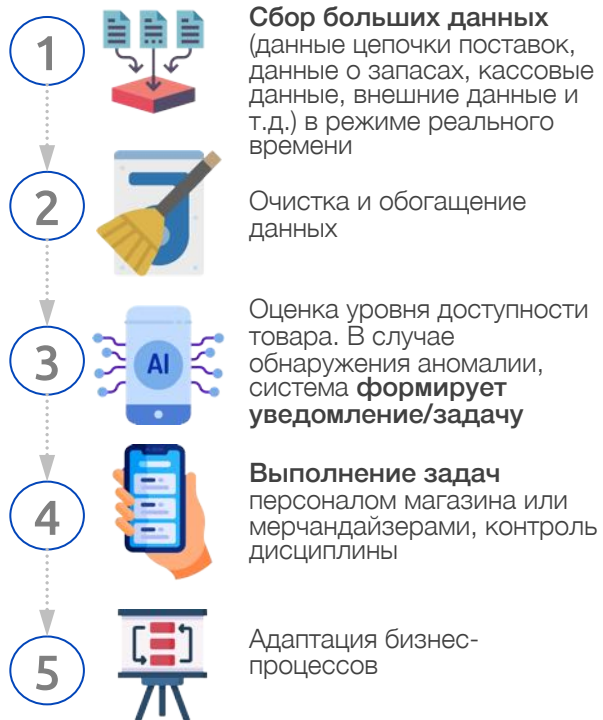 1
Сбор больших данных
(данные цепочки поставок,
данные о запасах, кассовые
данные, внешние данные и
т.д.) в режиме реального
времени
2
Очистка и обогащение
данных
3
AI
Оценка уровня доступности
товара. В случае
обнаружения аномалии,
система формирует
уведомление/задачу
4
Выполнение задач
персоналом магазина или
мерчандайзерами, контроль
дисциплины
5
Адаптация бизнес-
процессов